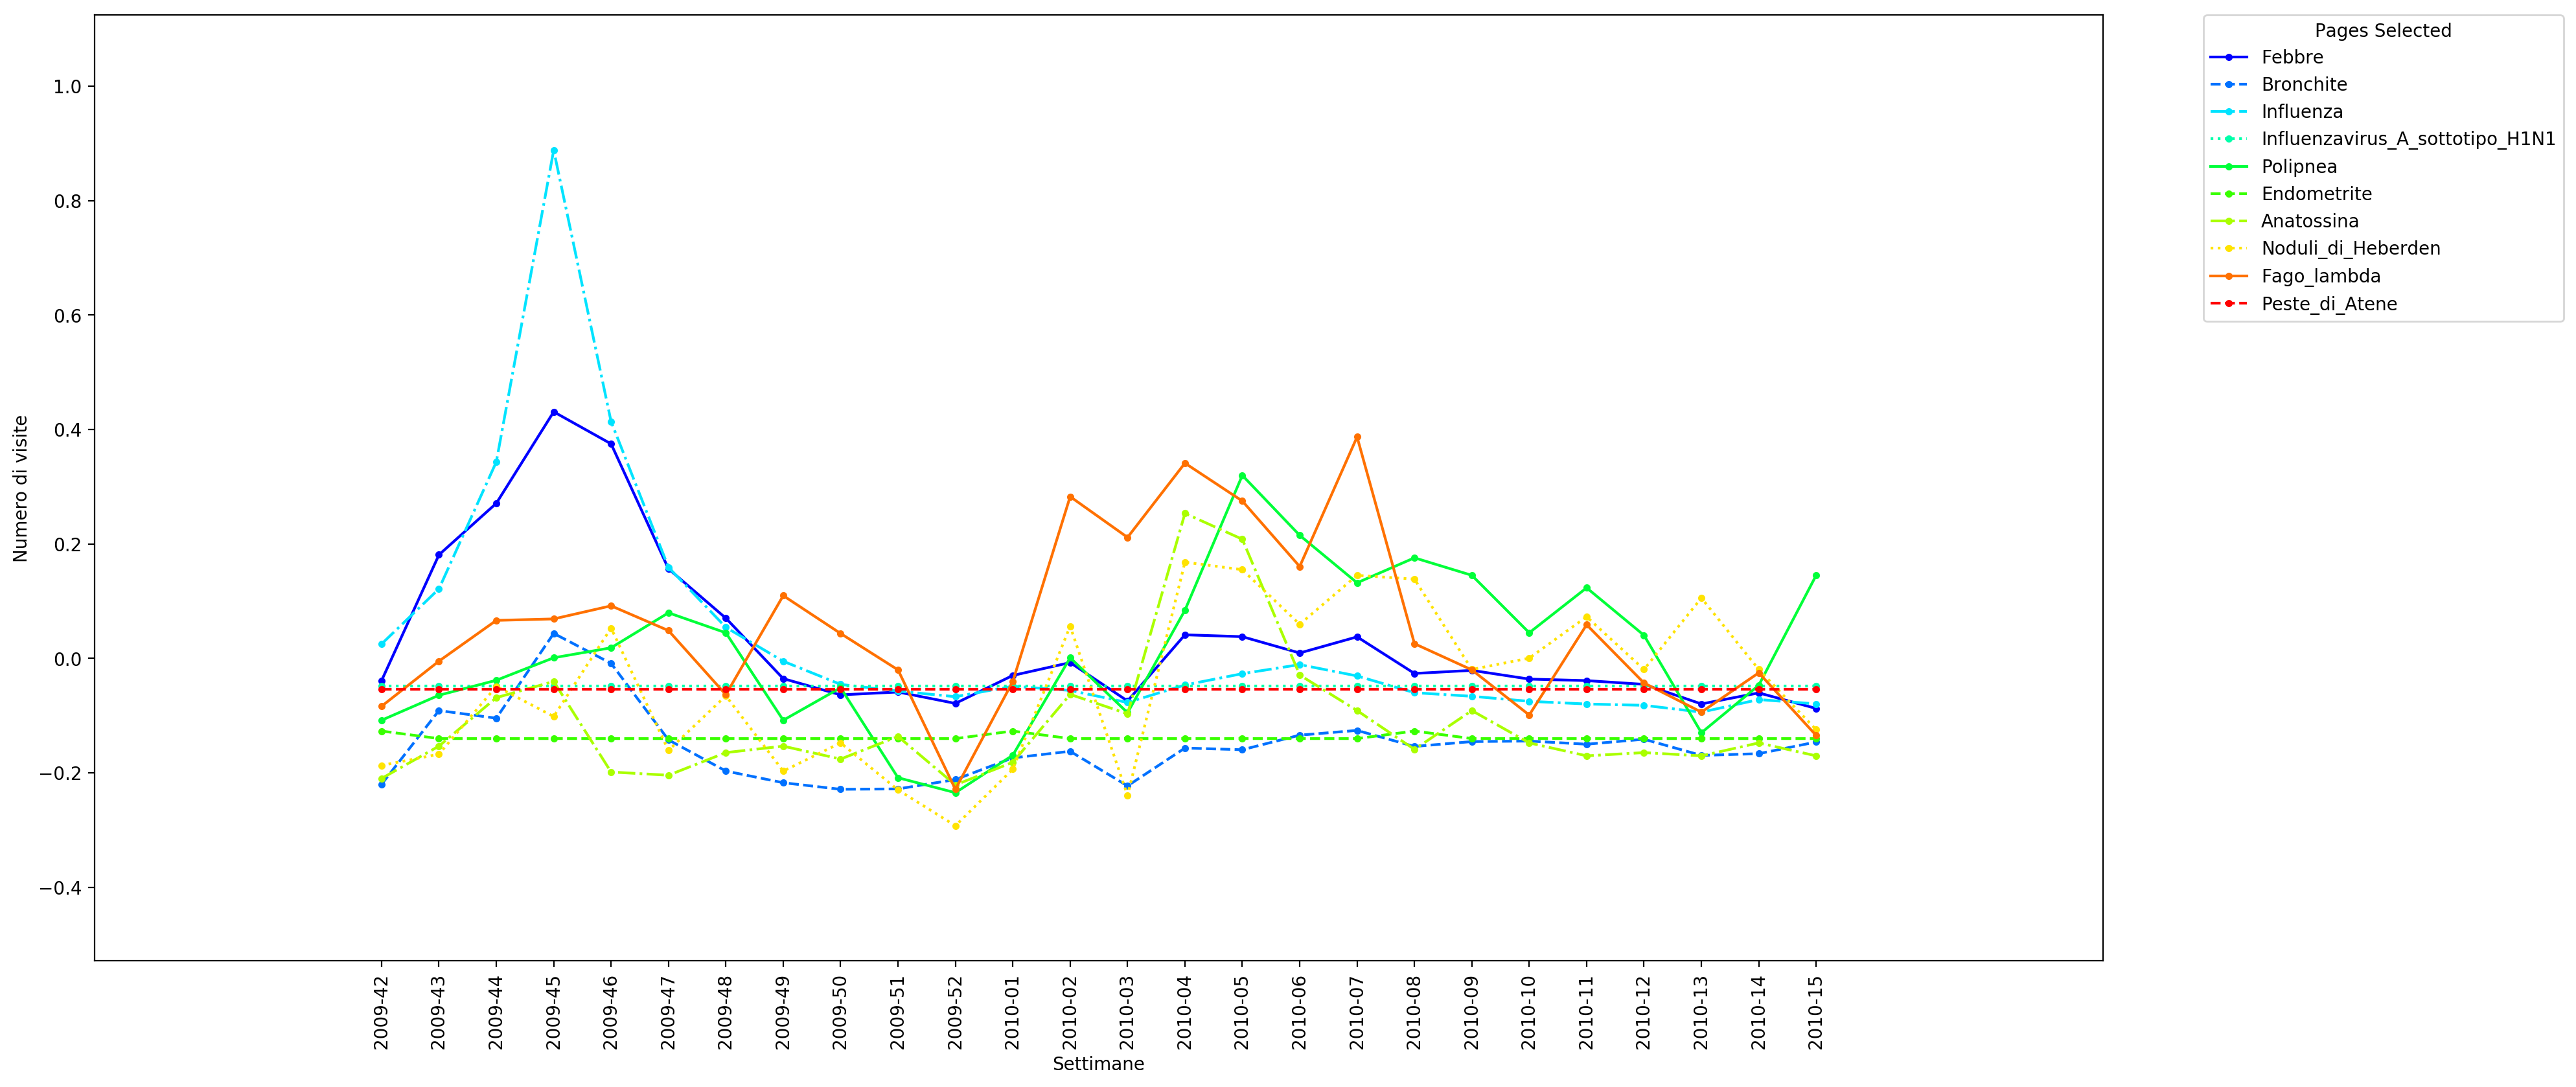 1.0
0.8
0.6
0.4
0.2
0.0
−0.2
−0.4
Numero di visite
2009-42
2009-43
2009-44
2009-45
2009-46
2009-47
2009-48
2009-49
2009-50
2009-51
2009-52
2010-01
2010-02
2010-03
2010-04
2010-05
2010-06
2010-07
2010-08
2010-09
2010-10
2010-11
2010-12
2010-13
2010-14
2010-15
Settimane
Pages Selected
Febbre
Bronchite
Influenza
Influenzavirus_A_sottotipo_H1N1
Polipnea
Endometrite
Anatossina
Noduli_di_Heberden
Fago_lambda
Peste_di_Atene